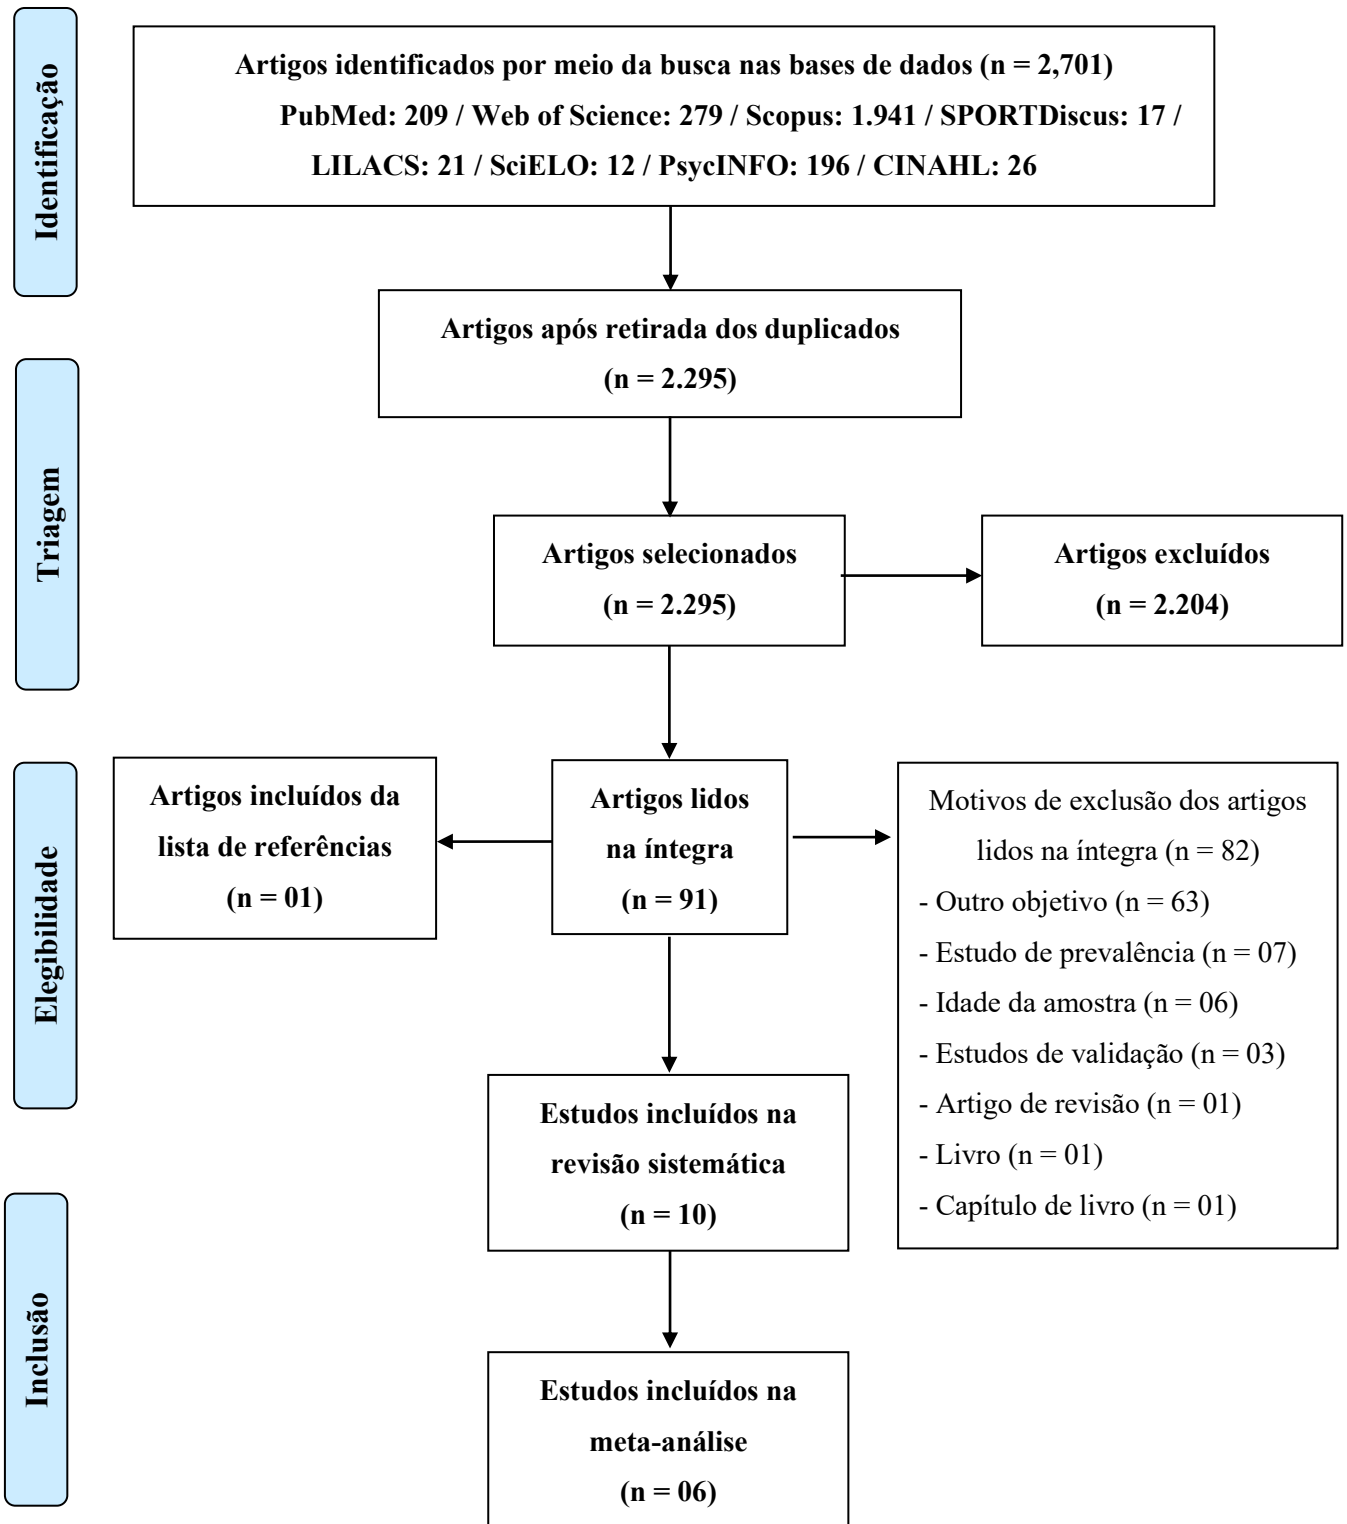 Identificação
Artigos identificados por meio da busca nas bases de dados (n = 2,701)
PubMed: 209 / Web of Science: 279 / Scopus: 1.941 / SPORTDiscus: 17 /
LILACS: 21 / SciELO: 12 / PsycINFO: 196 / CINAHL: 26
Artigos após retirada dos duplicados
(n = 2.295)
Triagem
Artigos selecionados
(n = 2.295)
Artigos excluídos
(n = 2.204)
Elegibilidade
Artigos incluídos da
lista de referências
(n = 01)
Artigos lidos
na íntegra
(n = 91)
Motivos de exclusão dos artigos
lidos na íntegra (n = 82)
- Outro objetivo (n = 63)
- Estudo de prevalência (n = 07)
- Idade da amostra (n = 06)
- Estudos de validação (n = 03)
- Artigo de revisão (n = 01)
- Livro (n = 01)
- Capítulo de livro (n = 01)
Estudos incluídos na
revisão sistemática
(n = 10)
Inclusão
Estudos incluídos na
meta-análise
(n = 06)